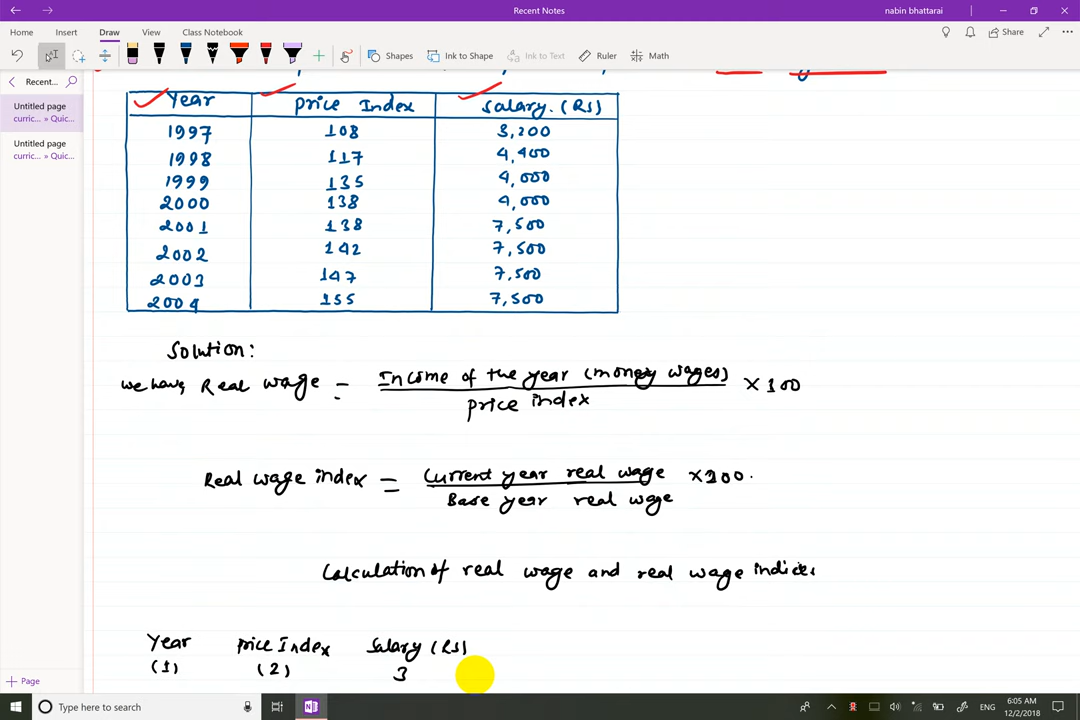 Recent Notes
nabin bhattarai
Home Insert Draw View Class Notebook
Share
Shapes Ink to Shape Ink to Text Ruler Math
Recent...
Untitled page
curric... » Quic...
Untitled page
curric... » Quic...
Year Price Index Salary. (Rs)
1997 108 3,200
1998 117 4,400
1999 135 4,000
2000 138 4,000
2001 138 7,500
2002 142 7,500
2003 147 7,500
2004 155 7,500
Solution:
We have, Real wage = Income of the year (money wages) × 100
price index
Real wage index = Current year real wage ×100.
Base year real wage
Calculation of real wage and real wage indices
Year Price Index Salary (Rs)
(1) (2) 3
+ Page
Type here to search
ENG
6:05 AM
12/2/2018